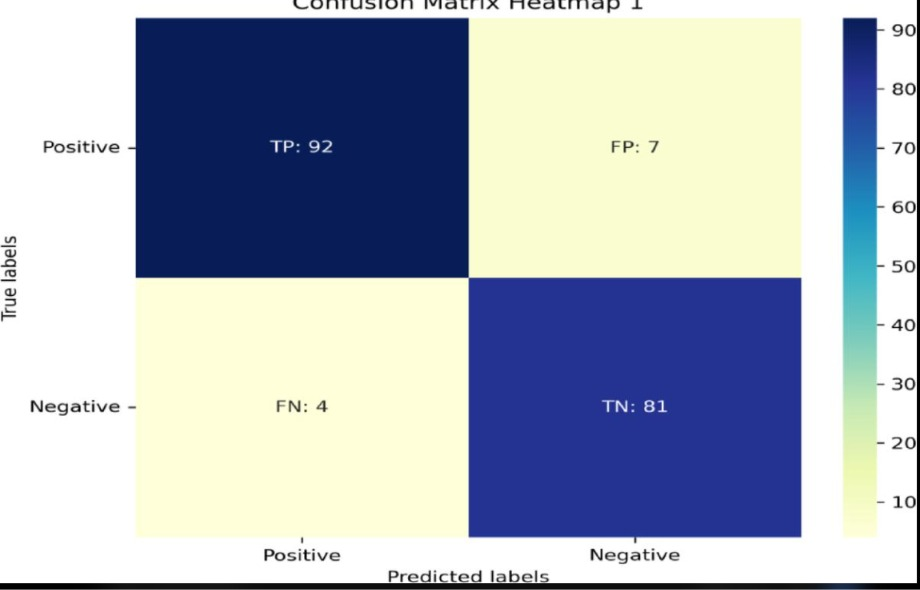 Confusion Matrix Heatmap 1
90
80
Positive
TP: 92
FP: 7
70
60
True labels
50
40
30
Negative
FN: 4
TN: 81
20
10
Positive
Negative
Predicted labels